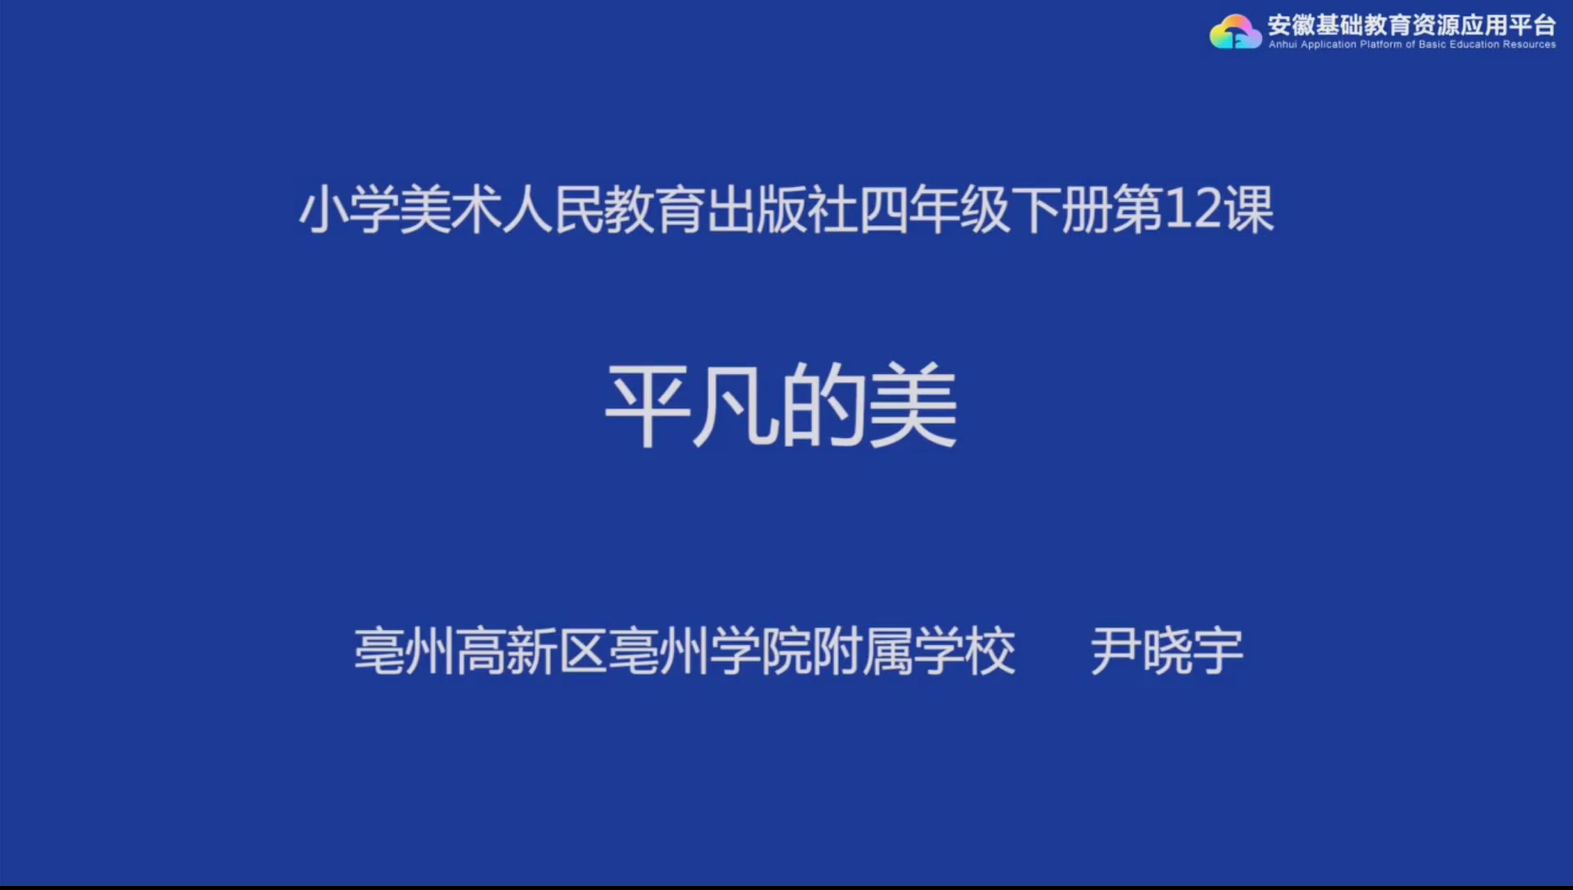 安徽基础教育资源应用平台
Anhui Application Platform of Basic Education Resources
小学美术人民教育出版社四年级下册第12课
平凡的美
亳州高新区亳州学院附属学校 尹晓宇